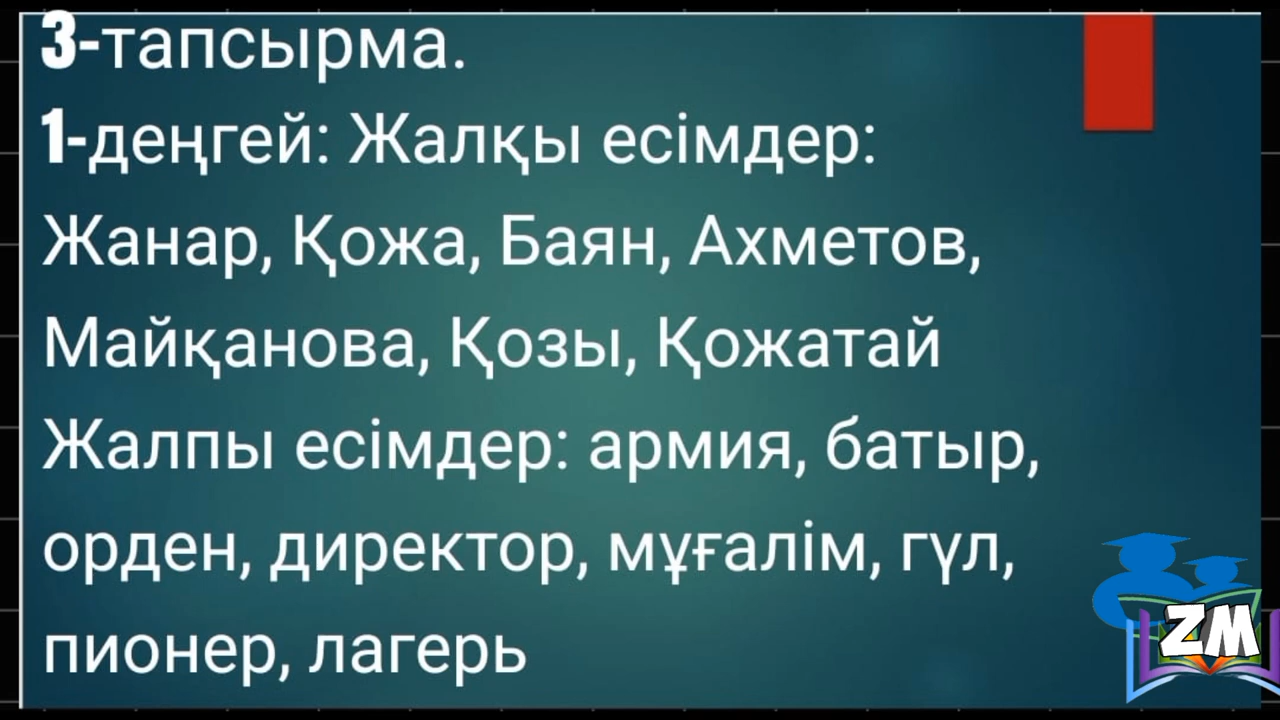 3-тапсырма.
1-деңгей: Жалқы есімдер:
Жанар, Қожа, Баян, Ахметов,
Майқанова, Қозы, Қожатай
Жалпы есімдер: армия, батыр,
орден, директор, мұғалім, гүл,
пионер, лагерь
ZM